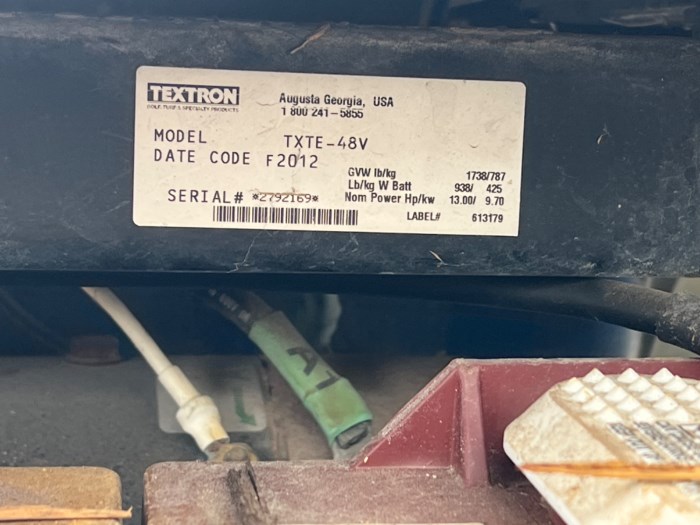 TEXTRON
GOLF, TURF & SPECIALTY PRODUCTS
Augusta Georgia, USA
1 800 241-5855
MODEL TXTE-48V
DATE CODE F2012
GVW lb/kg 1738/787
Lb/kg W Batt 938/ 425
SERIAL# *2792169* Nom Power Hp/kw 13.00/ 9.70
LABEL# 613179
A1